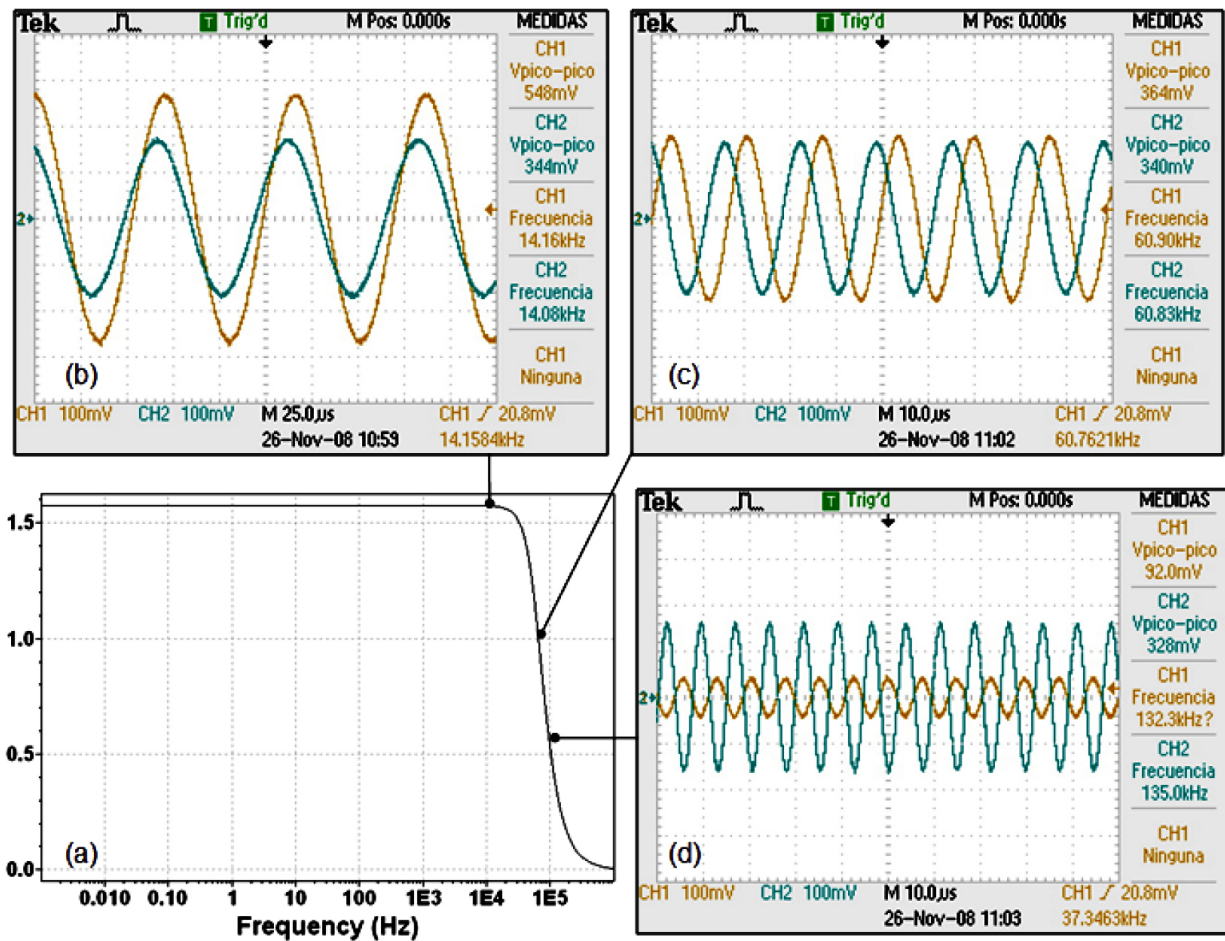 Tek
T Trig'd
M Pos: 0.000s
MEDIDAS
CH1
Vpico-pico
548mV
CH2
Vpico-pico
344mV
CH1
Frecuencia
14.16kHz
CH2
Frecuencia
14.08kHz
CH1
Ninguna
2
(b)
CH1 100mV
CH2 100mV
M 25.0µs
CH1 20.8mV
26-Nov-08 10:59
14.1584kHz
Tek
T Trig'd
M Pos: 0.000s
MEDIDAS
CH1
Vpico-pico
364mV
CH2
Vpico-pico
340mV
CH1
Frecuencia
60.90kHz
CH2
Frecuencia
60.83kHz
CH1
Ninguna
2
(c)
CH1 100mV
CH2 100mV
M 10.0µs
CH1 20.8mV
26-Nov-08 11:02
60.7621kHz
1.5
1.0
0.5
0.0
(a)
0.010 0.10 1 10 100 1E3 1E4 1E5
Frequency (Hz)
Tek
T Trig'd
M Pos: 0.000s
MEDIDAS
CH1
Vpico-pico
92.0mV
CH2
Vpico-pico
328mV
CH1
Frecuencia
132.3kHz?
CH2
Frecuencia
135.0kHz
CH1
Ninguna
2
(d)
CH1 100mV
CH2 100mV
M 10.0µs
CH1 20.8mV
26-Nov-08 11:03
37.3463kHz